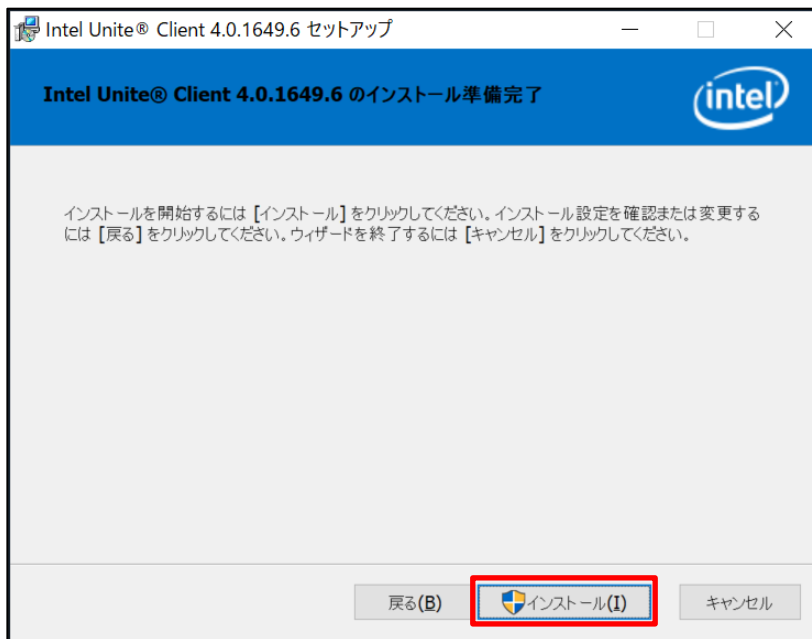 Intel Unite® Client 4.0.1649.6 セットアップ
Intel Unite® Client 4.0.1649.6 のインストール準備完了
intel
インストールを開始するには [インストール] をクリックしてください。インストール設定を確認または変更する
には [戻る] をクリックしてください。ウィザードを終了するには [キャンセル] をクリックしてください。
戻る(B)
インストール(I)
キャンセル